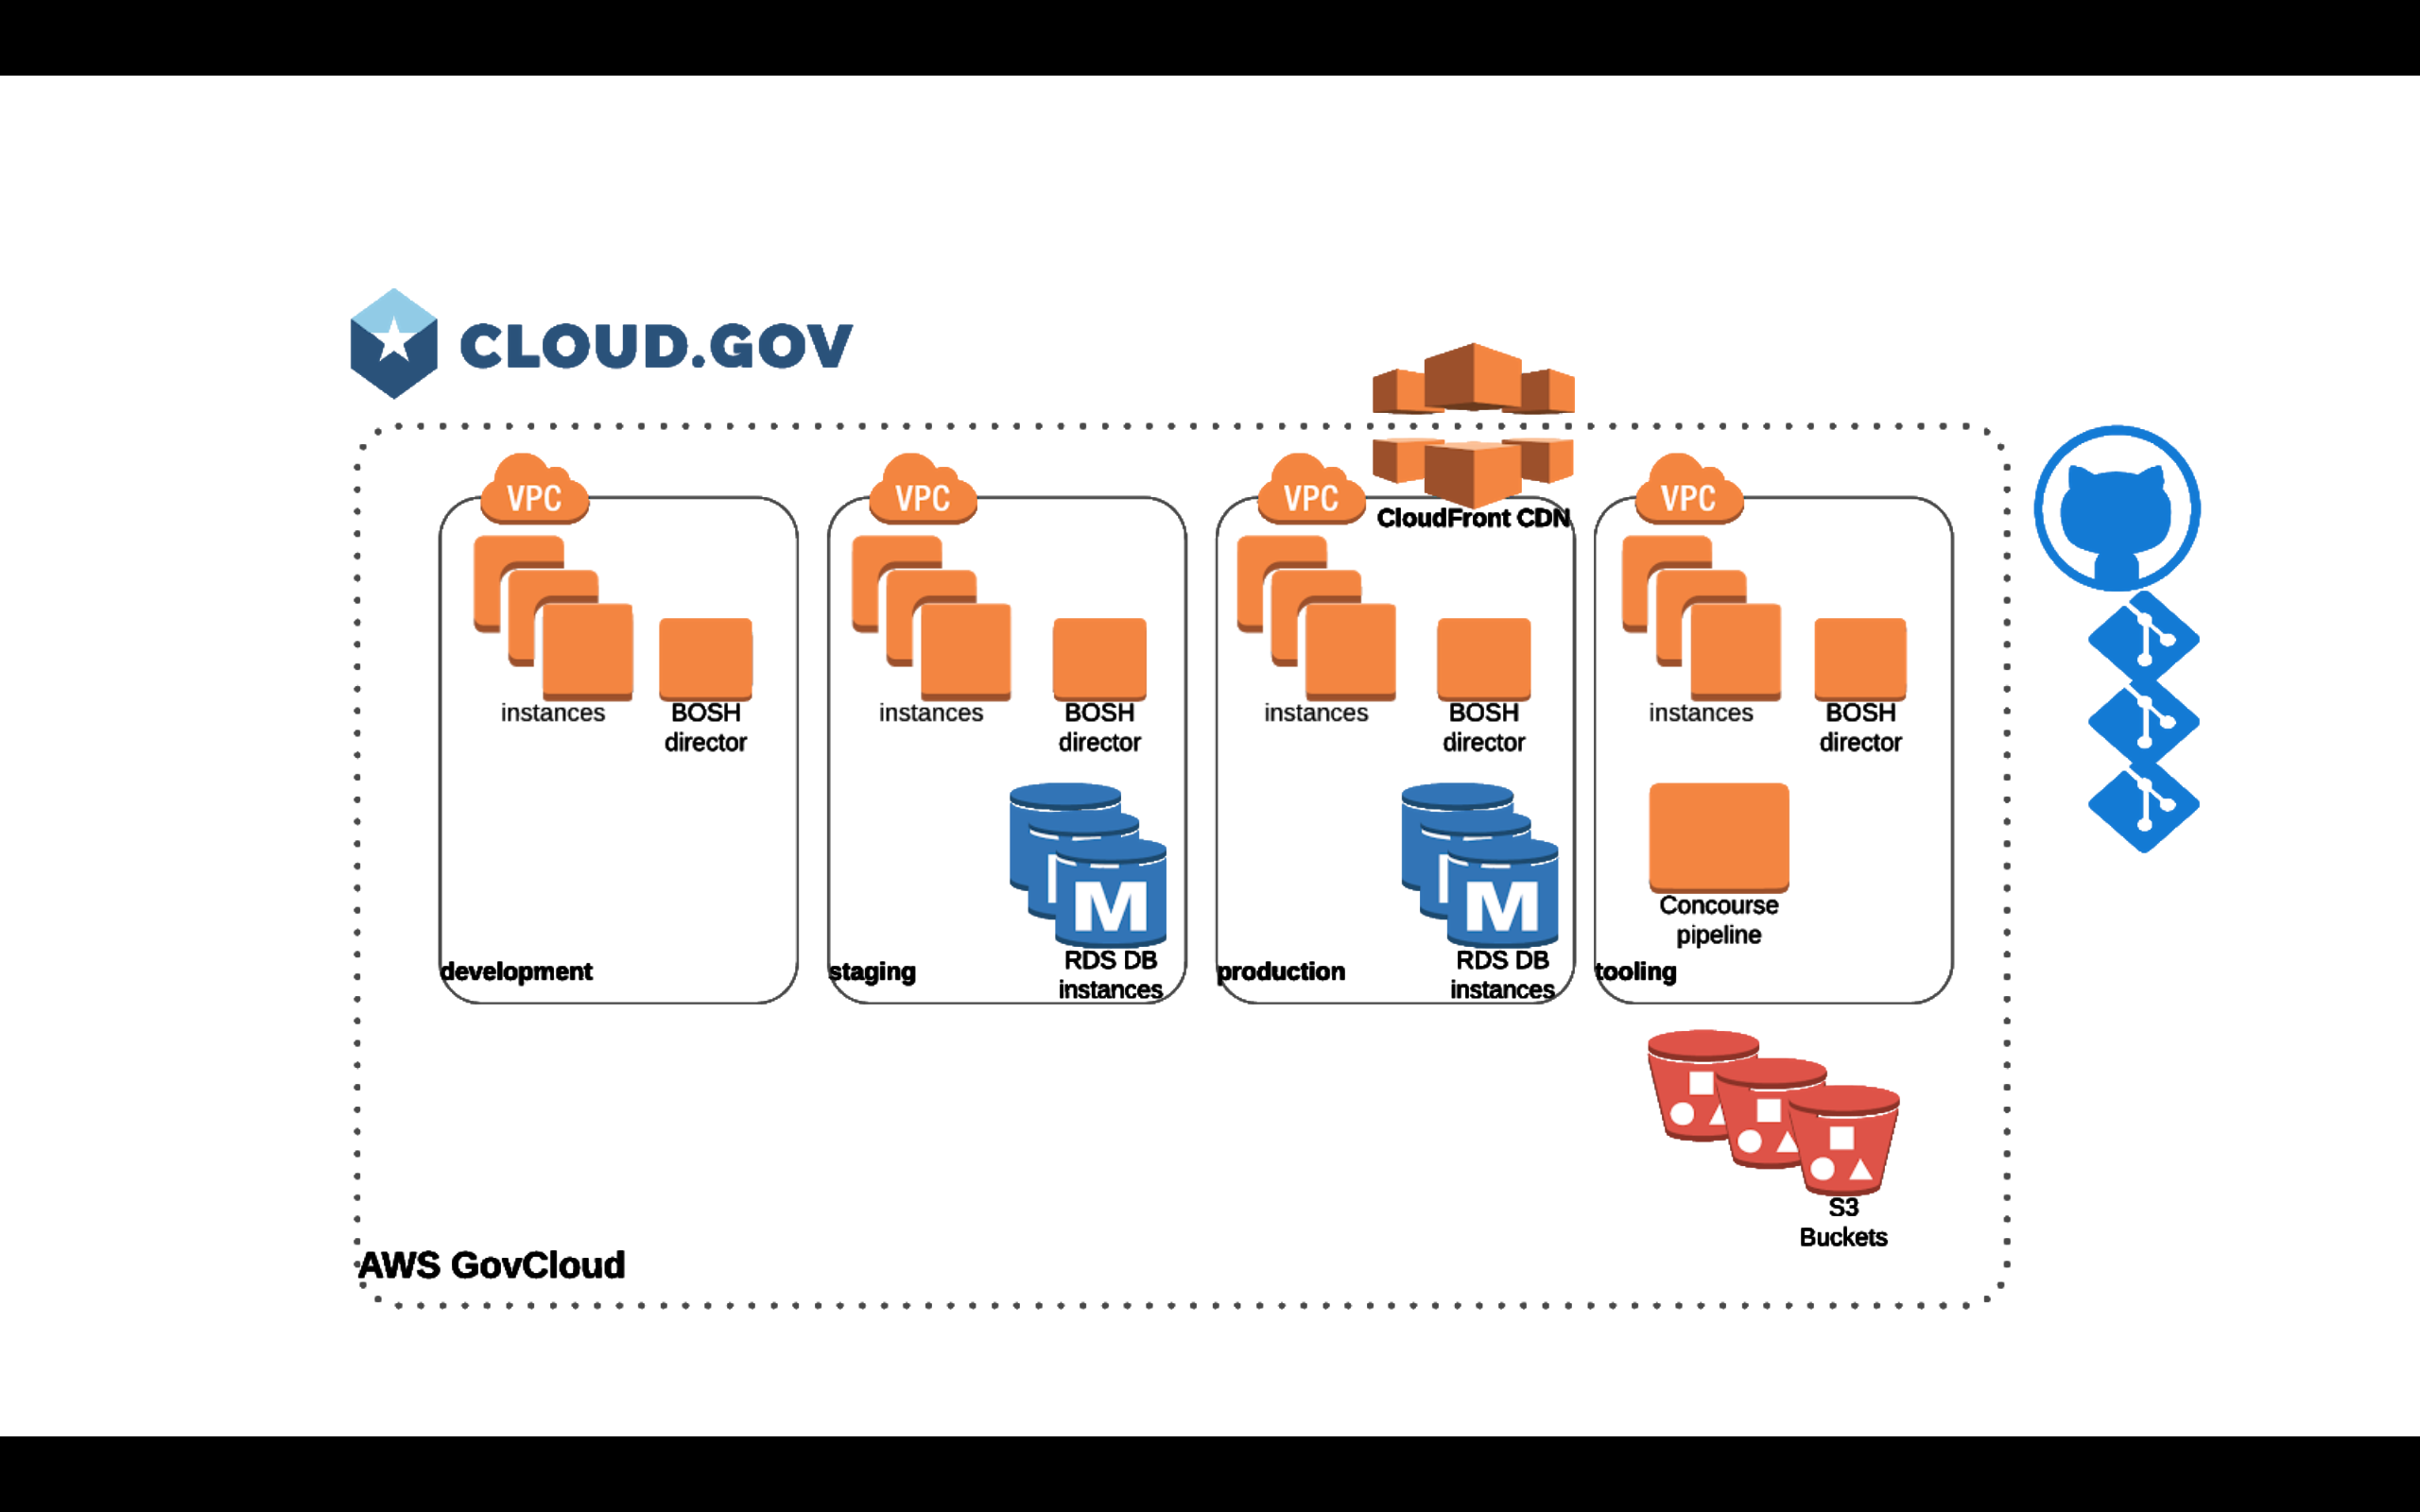 CLOUD.GOV
VPC
VPC
VPC
CloudFront CDN
VPC
instances
BOSH
director
instances
BOSH
director
instances
BOSH
director
instances
BOSH
director
development
staging
M
RDS DB
instances
production
M
RDS DB
instances
Concourse
pipeline
tooling
S3
Buckets
AWS GovCloud